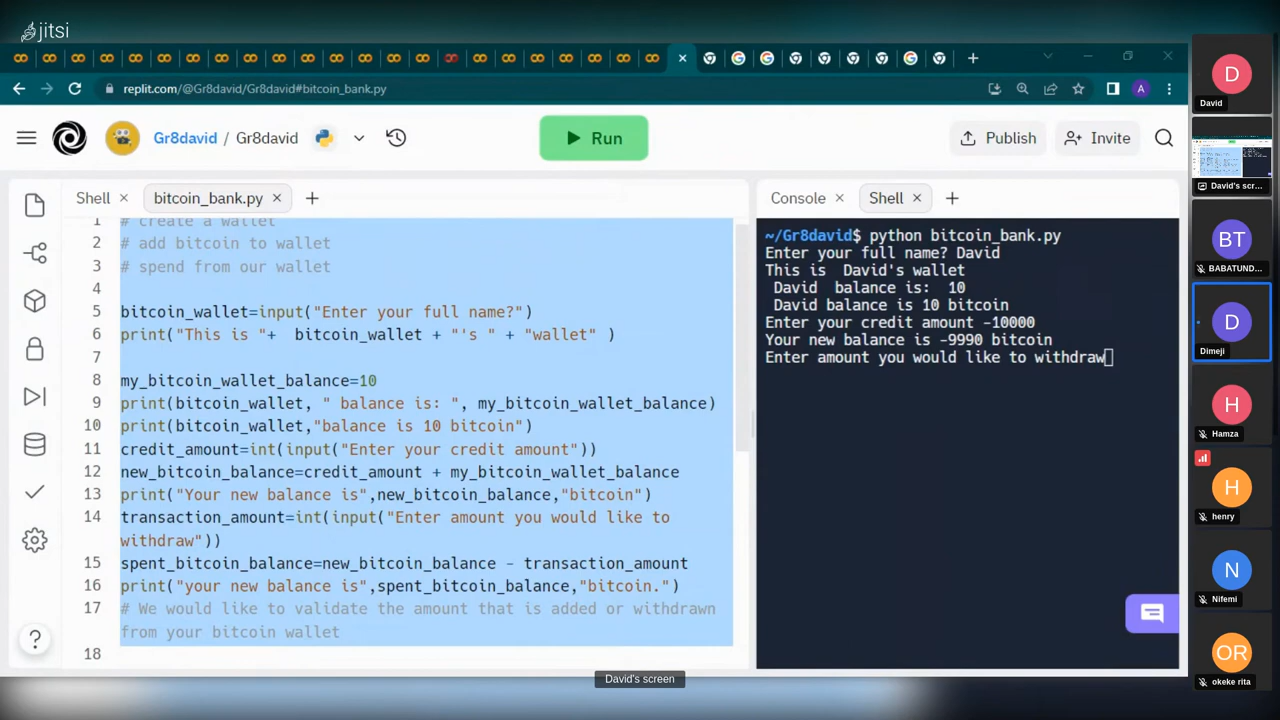 jitsi
replit.com/@Gr8david/Gr8david#bitcoin_bank.py
A
Gr8david / Gr8david
Run
Publish
Invite
Shell
bitcoin_bank.py
1 # create a wallet
2 # add bitcoin to wallet
3 # spend from our wallet
4
5 bitcoin_wallet=input("Enter your full name?")
6 print("This is "+  bitcoin_wallet + "'s " + "wallet" )
7
8 my_bitcoin_wallet_balance=10
9 print(bitcoin_wallet, " balance is: ", my_bitcoin_wallet_balance)
10 print(bitcoin_wallet,"balance is 10 bitcoin")
11 credit_amount=int(input("Enter your credit amount"))
12 new_bitcoin_balance=credit_amount + my_bitcoin_wallet_balance
13 print("Your new balance is",new_bitcoin_balance,"bitcoin")
14 transaction_amount=int(input("Enter amount you would like to
withdraw"))
15 spent_bitcoin_balance=new_bitcoin_balance - transaction_amount
16 print("your new balance is",spent_bitcoin_balance,"bitcoin.")
17 # We would like to validate the amount that is added or withdrawn
from your bitcoin wallet
18
?
Console
Shell
~/Gr8david$ python bitcoin_bank.py
Enter your full name? David
This is  David's wallet
David  balance is:  10
David balance is 10 bitcoin
Enter your credit amount -10000
Your new balance is -9990 bitcoin
Enter amount you would like to withdraw
David's screen
D
David
David's scr...
BT
BABATUND...
D
Dimeji
H
Hamza
H
henry
N
Nifemi
OR
okeke rita